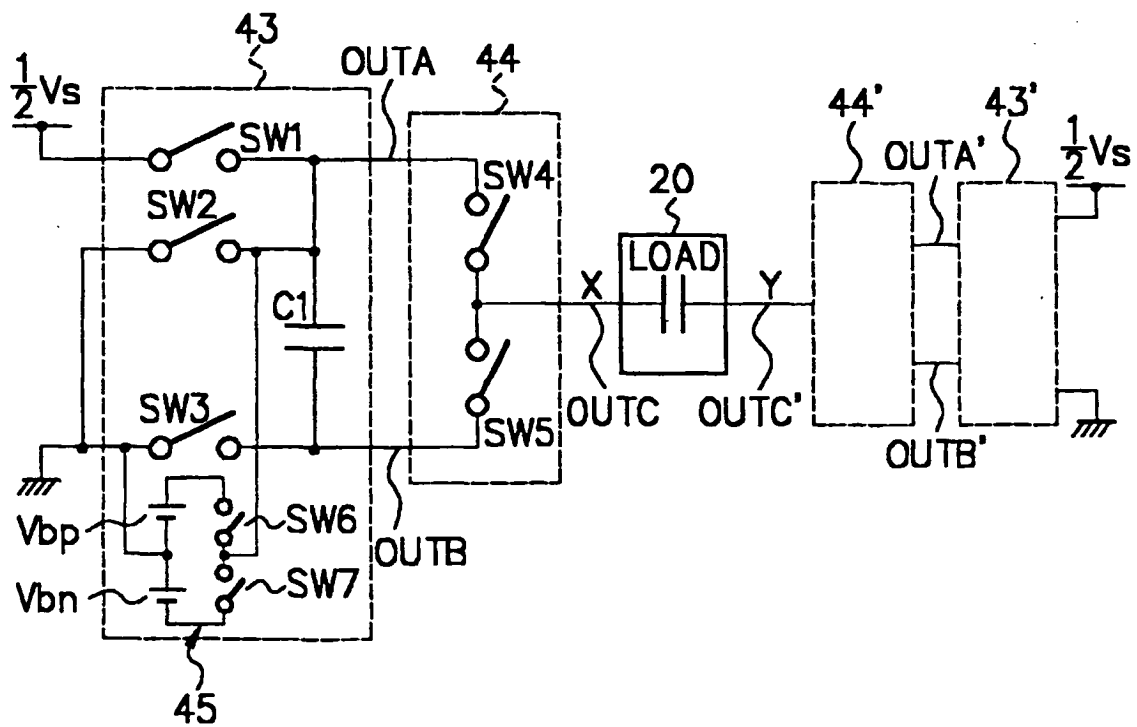 43
OUTA
44
½Vs
SW1
SW2
SW4
C1
SW3
SW5
20
LOAD
X
Y
OUTC
OUTC'
44'
OUTA'
43'
½Vs
OUTB'
Vbp
SW6
OUTB
Vbn
SW7
45